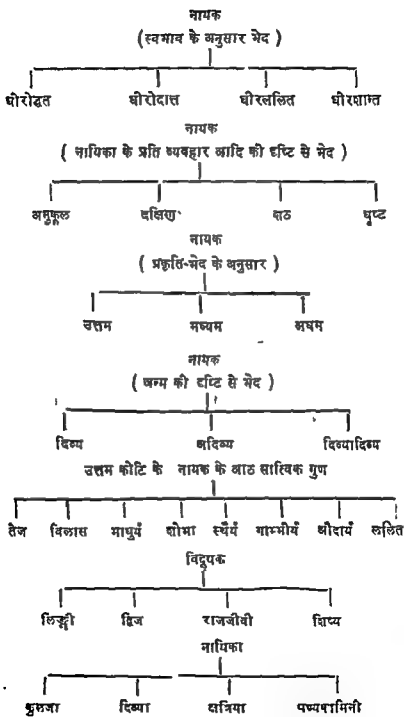 नायक
(स्वभाव के अनुसार भेद)
धीरोद्धत धीरोदात्त धीरललित धीरशान्त
नायक
( नायिका के प्रति व्यवहार आदि की दृष्टि से भेद )
अनुकूल दक्षिण शठ धृष्ट
नायक
( प्रकृति-भेद के अनुसार )
उत्तम मध्यम अधम
नायक
(जन्य की दृष्टि से भेद )
दिव्य अदिव्य दिव्यादिव्य
उत्तम कोटि के नायक के आठ सात्विक गुण
तेज विलास माधुर्य शोभा स्थैर्य गाम्भीर्य औदार्य ललित
विदूषक
लिङ्गी द्विज राजजीवी शिष्य
नायिका
कुलजा दिव्या क्षत्रिया पण्यकामिनी